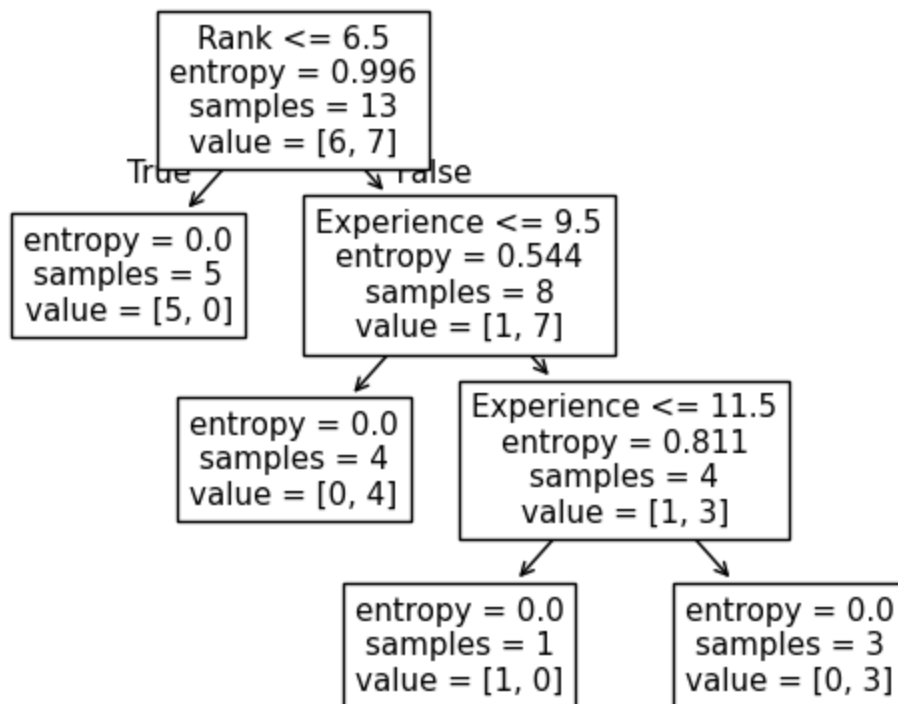 Rank <= 6.5
entropy = 0.996
samples = 13
value = [6, 7]
True
False
entropy = 0.0
samples = 5
value = [5, 0]
Experience <= 9.5
entropy = 0.544
samples = 8
value = [1, 7]
entropy = 0.0
samples = 4
value = [0, 4]
Experience <= 11.5
entropy = 0.811
samples = 4
value = [1, 3]
entropy = 0.0
samples = 1
value = [1, 0]
entropy = 0.0
samples = 3
value = [0, 3]